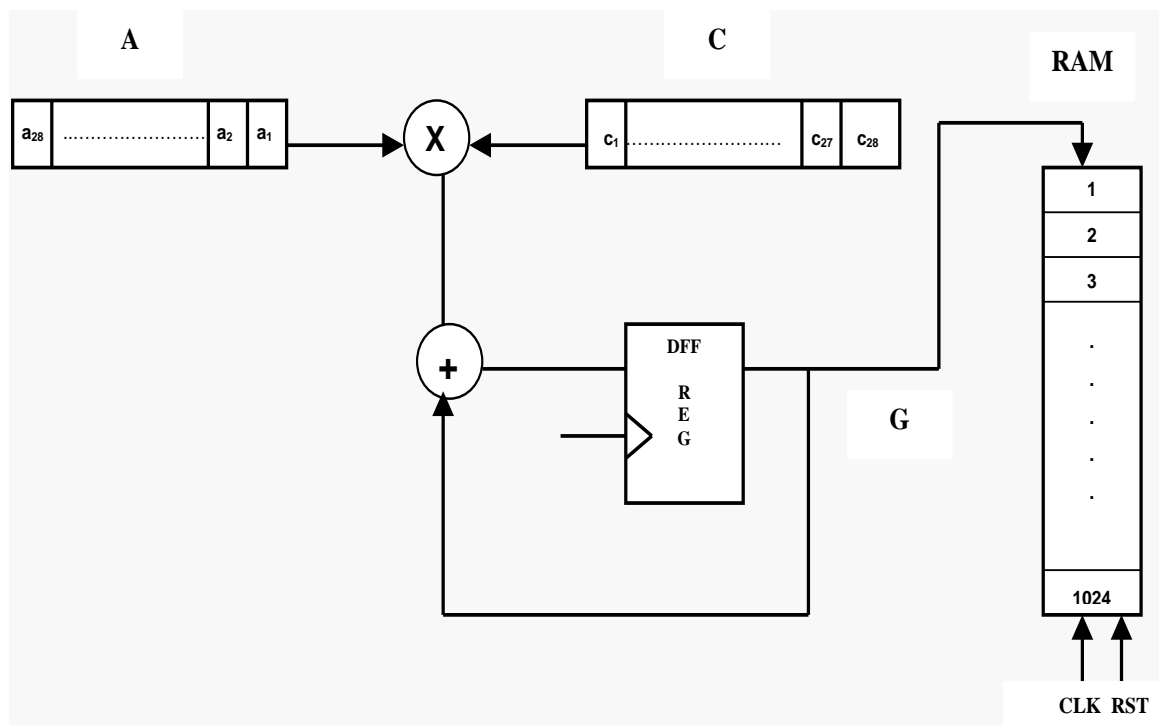 A
C
RAM
a28 ........................... a2 a1
X
c1 ........................... c27 c28
1
2
3
.
.
.
.
.
1024
+
DFF
R
E
G
G
CLK RST